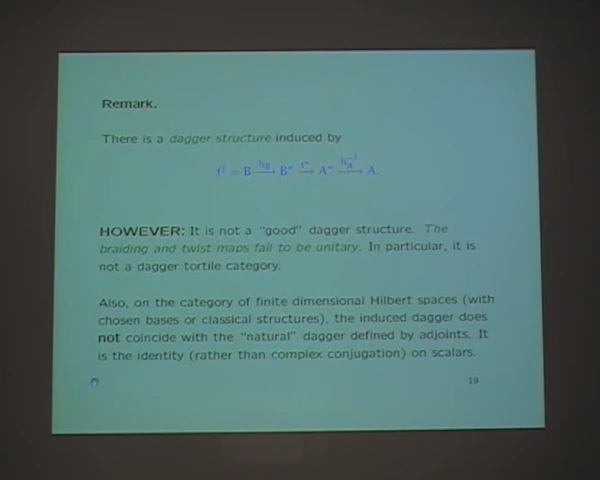 Remark.
There is a dagger structure induced by
f† = B h_B→ B* f*→ A* h_A⁻¹→ A.
HOWEVER: It is not a "good" dagger structure. The
braiding and twist maps fail to be unitary. In particular, it is
not a dagger tortile category.
Also, on the category of finite dimensional Hilbert spaces (with
chosen bases or classical structures), the induced dagger does
not coincide with the "natural" dagger defined by adjoints. It
is the identity (rather than complex conjugation) on scalars.
19